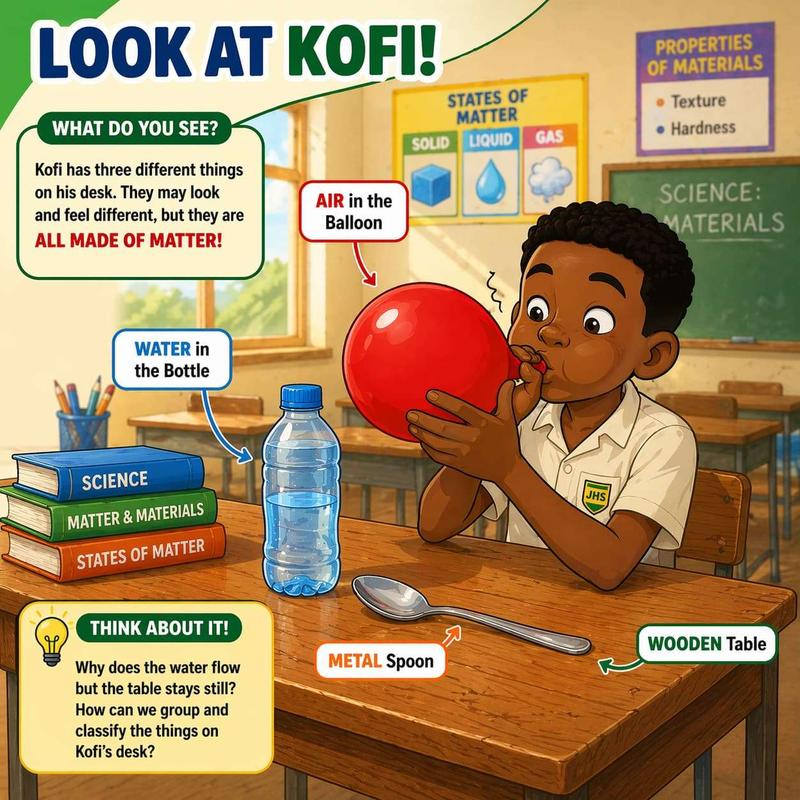 LOOK AT KOFI!
WHAT DO YOU SEE?
Kofi has three different things
on his desk. They may look
and feel different, but they are
ALL MADE OF MATTER!
STATES OF
MATTER
SOLID
LIQUID
GAS
PROPERTIES
OF MATERIALS
• Texture
• Hardness
SCIENCE:
MATERIALS
AIR in the
Balloon
WATER in
the Bottle
SCIENCE
MATTER & MATERIALS
STATES OF MATTER
JHS
THINK ABOUT IT!
Why does the water flow
but the table stays still?
How can we group and
classify the things on
Kofi's desk?
METAL Spoon
WOODEN Table